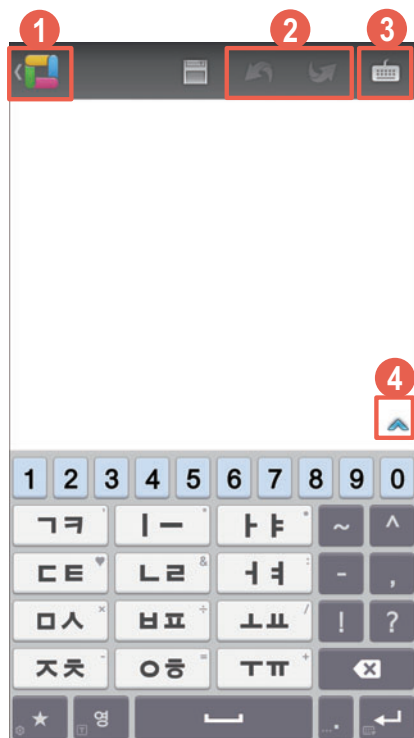 1 2 3
4
1 2 3 4 5 6 7 8 9 0
ㄱㅋ ' ㅣㅡ " ㅏㅑ * ~ ^
ㄷㅌ ♥ ㄴㄹ & ㅓㅕ : - ,
ㅁㅅ × ㅂㅍ ÷ ㅗㅛ / ! ?
ㅈㅊ - ㅇㅎ = ㅜㅠ +
★ 영 ... .